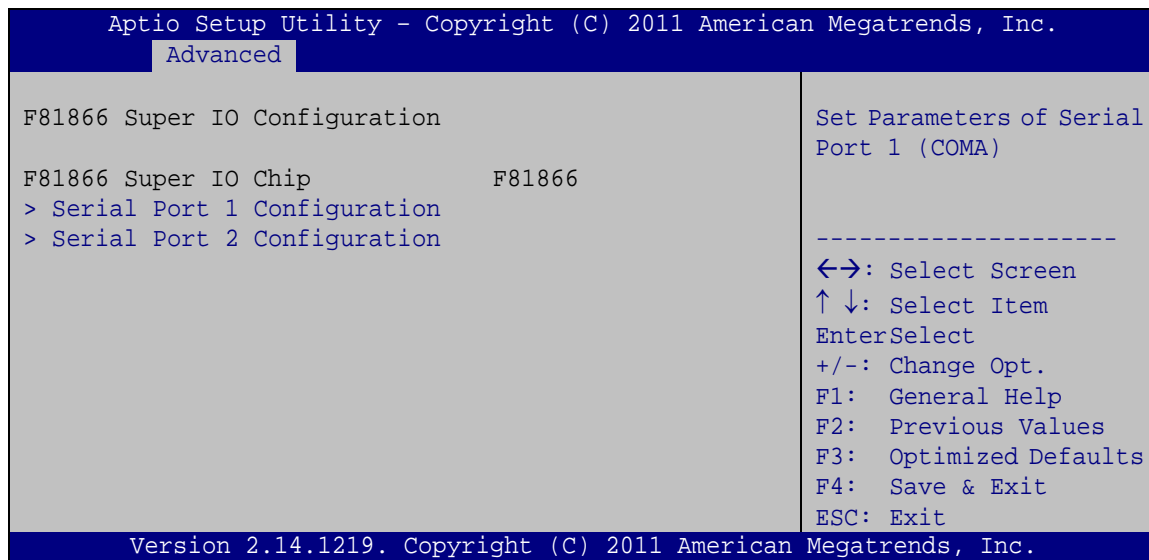 Aptio Setup Utility – Copyright (C) 2011 American Megatrends, Inc.
Advanced
F81866 Super IO Configuration
F81866 Super IO Chip F81866
> Serial Port 1 Configuration
> Serial Port 2 Configuration
Set Parameters of Serial
Port 1 (COMA)
---------------------
←→: Select Screen
↑ ↓: Select Item
EnterSelect
+/-: Change Opt.
F1: General Help
F2: Previous Values
F3: Optimized Defaults
F4: Save & Exit
ESC: Exit
Version 2.14.1219. Copyright (C) 2011 American Megatrends, Inc.